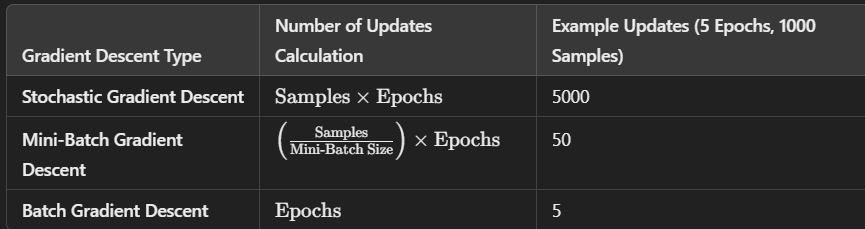 Gradient Descent Type
Number of Updates
Calculation
Example Updates (5 Epochs, 1000
Samples)
Stochastic Gradient Descent
Samples × Epochs
5000
Mini-Batch Gradient
Descent
(Samples / Mini-Batch Size) × Epochs
50
Batch Gradient Descent
Epochs
5